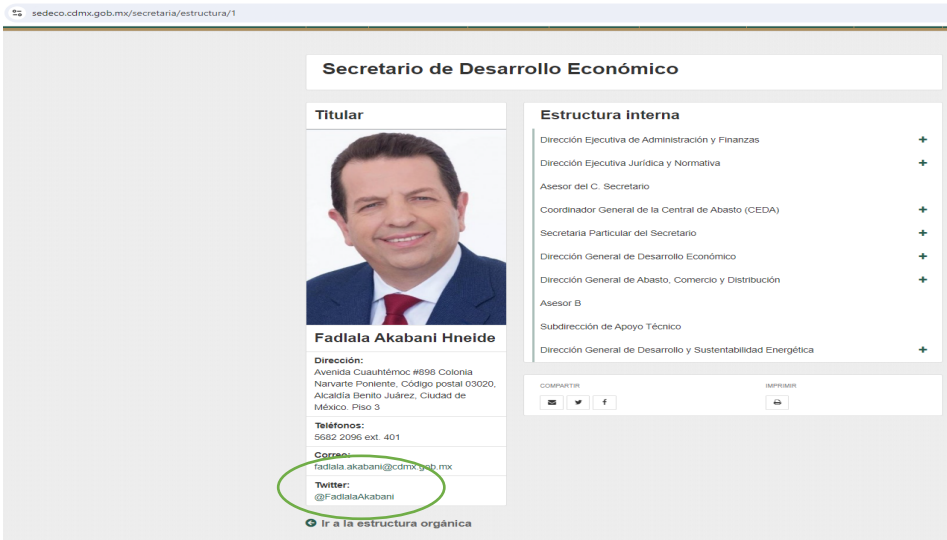 sedeco.cdmx.gob.mx/secretaria/estructura/1
Secretario de Desarrollo Económico
Titular
Fadlala Akabani Hneide
Dirección:
Avenida Cuauhtémoc #898 Colonia
Narvarte Poniente, Código postal 03020,
Alcaldía Benito Juárez, Ciudad de
México. Piso 3
Teléfonos:
5682 2096 ext. 401
Correo:
fadlala.akabani@cdmx.gob.mx
Twitter:
@FadlalaAkabani
Ir a la estructura orgánica
Estructura interna
Dirección Ejecutiva de Administración y Finanzas
Dirección Ejecutiva Jurídica y Normativa
Asesor del C. Secretario
Coordinador General de la Central de Abasto (CEDA)
Secretaria Particular del Secretario
Dirección General de Desarrollo Económico
Dirección General de Abasto, Comercio y Distribución
Asesor B
Subdirección de Apoyo Técnico
Dirección General de Desarrollo y Sustentabilidad Energética
COMPARTIR
IMPRIMIR